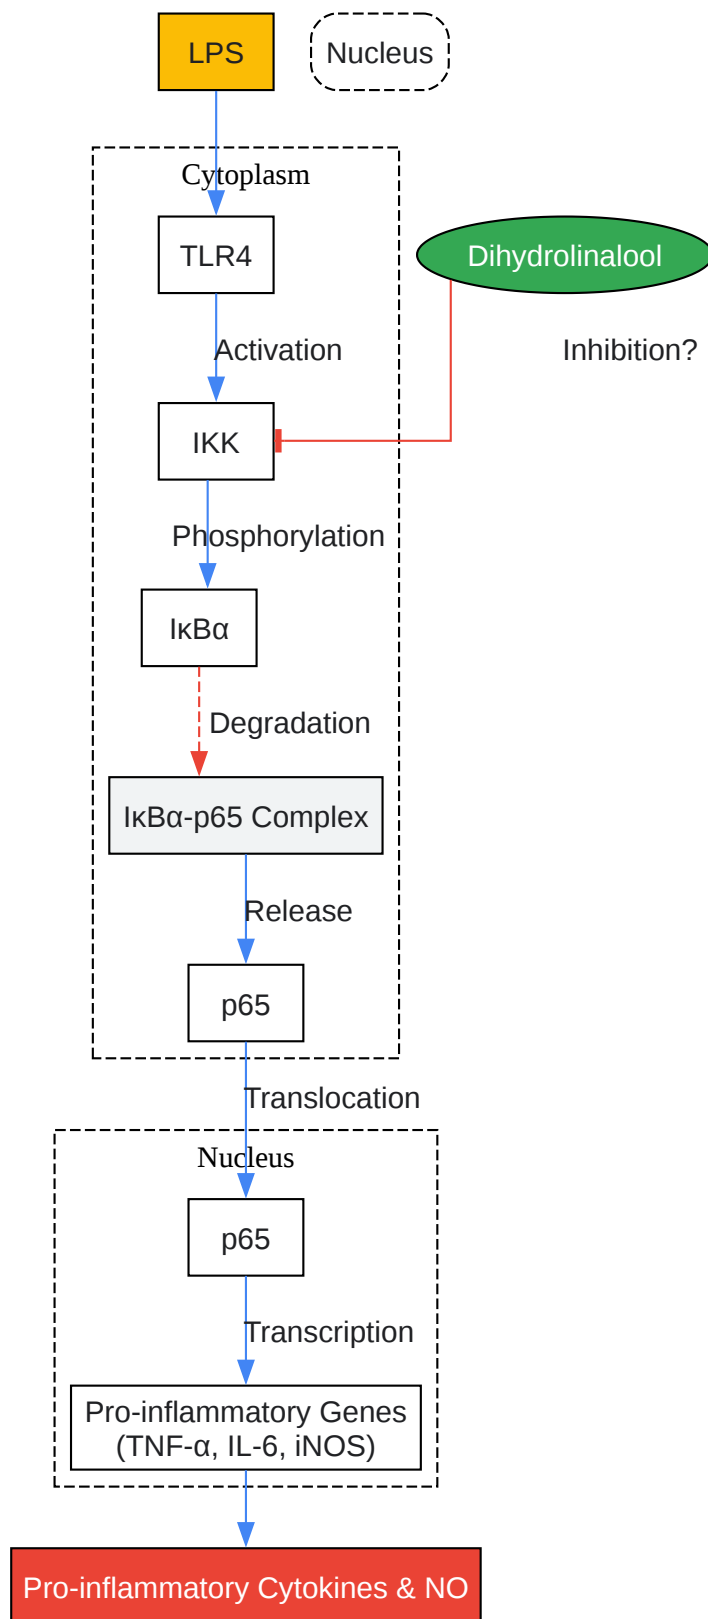 LPS
Nucleus
Cytoplasm
TLR4
Dihydrolinalool
Activation
Inhibition?
IKK
Phosphorylation
IκBα
Degradation
IκBα-p65 Complex
Release
p65
Translocation
Nucleus
p65
Transcription
Pro-inflammatory Genes
(TNF-α, IL-6, iNOS)
Pro-inflammatory Cytokines & NO